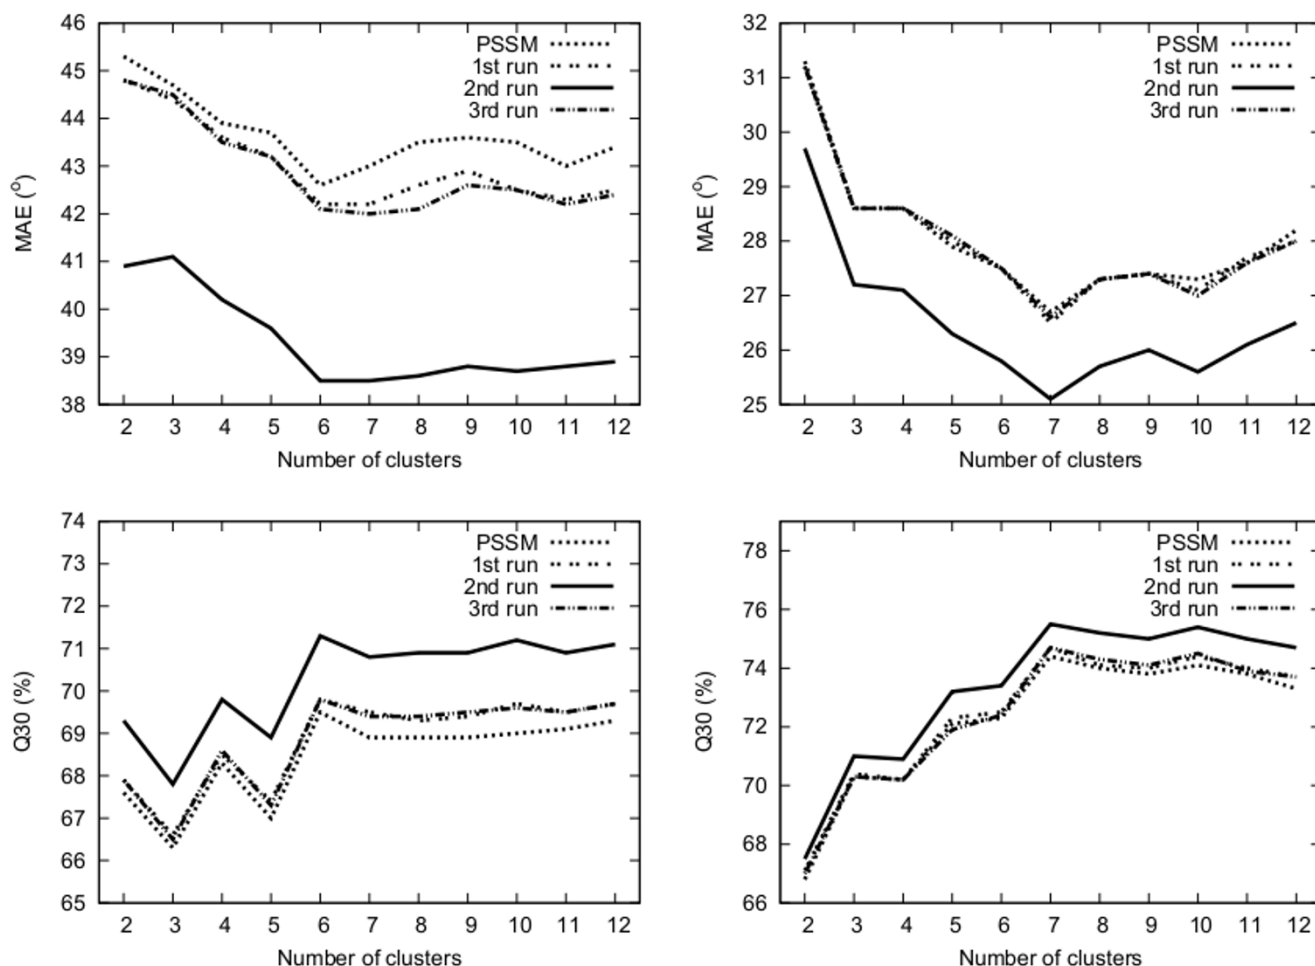 46
45
44
43
42
41
40
39
38
MAE (°)
PSSM
1st run
2nd run
3rd run
2 3 4 5 6 7 8 9 10 11 12
Number of clusters
32
31
30
29
28
27
26
25
MAE (°)
PSSM
1st run
2nd run
3rd run
2 3 4 5 6 7 8 9 10 11 12
Number of clusters
74
73
72
71
70
69
68
67
66
65
Q30 (%)
PSSM
1st run
2nd run
3rd run
2 3 4 5 6 7 8 9 10 11 12
Number of clusters
78
76
74
72
70
68
66
Q30 (%)
PSSM
1st run
2nd run
3rd run
2 3 4 5 6 7 8 9 10 11 12
Number of clusters